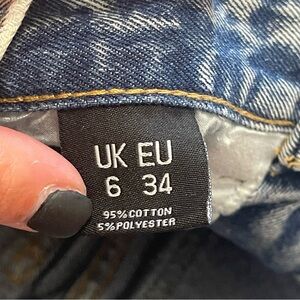 UK EU
6 34
95% COTTON
5% POLYESTER